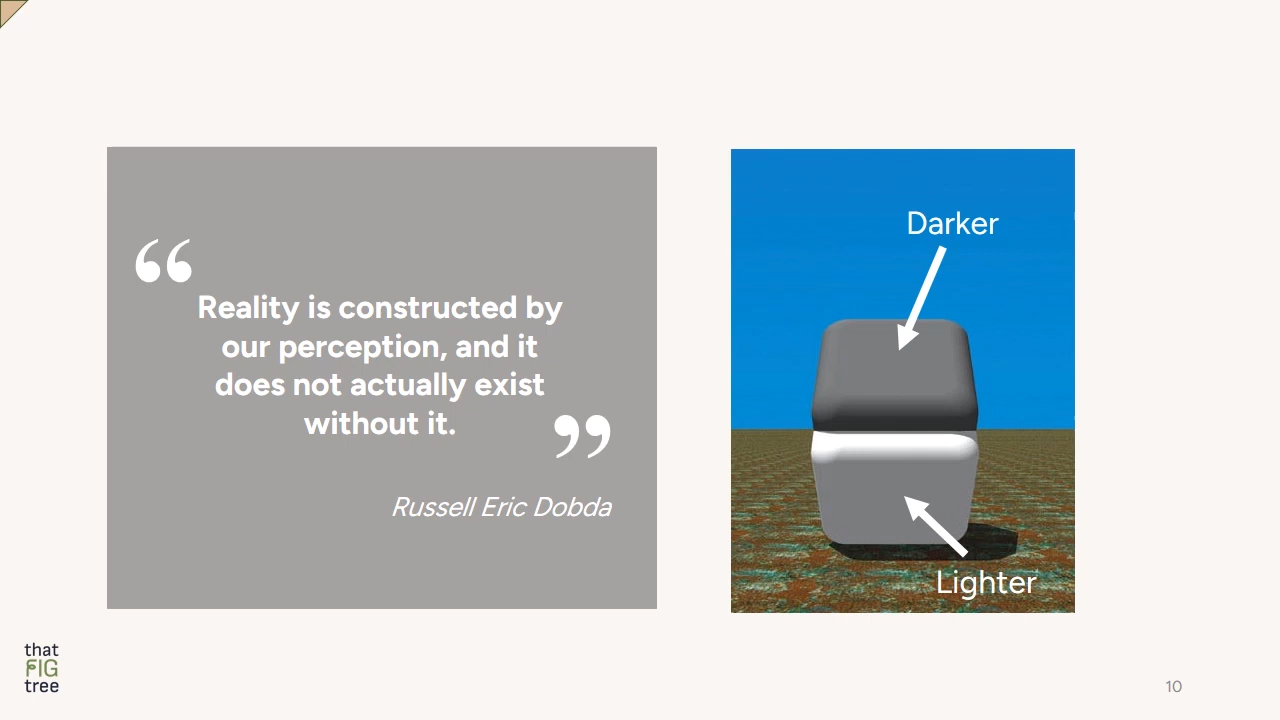 “
Reality is constructed by
our perception, and it
does not actually exist
without it.
”
Russell Eric Dobda
Darker
Lighter
that
FIG
tree
10